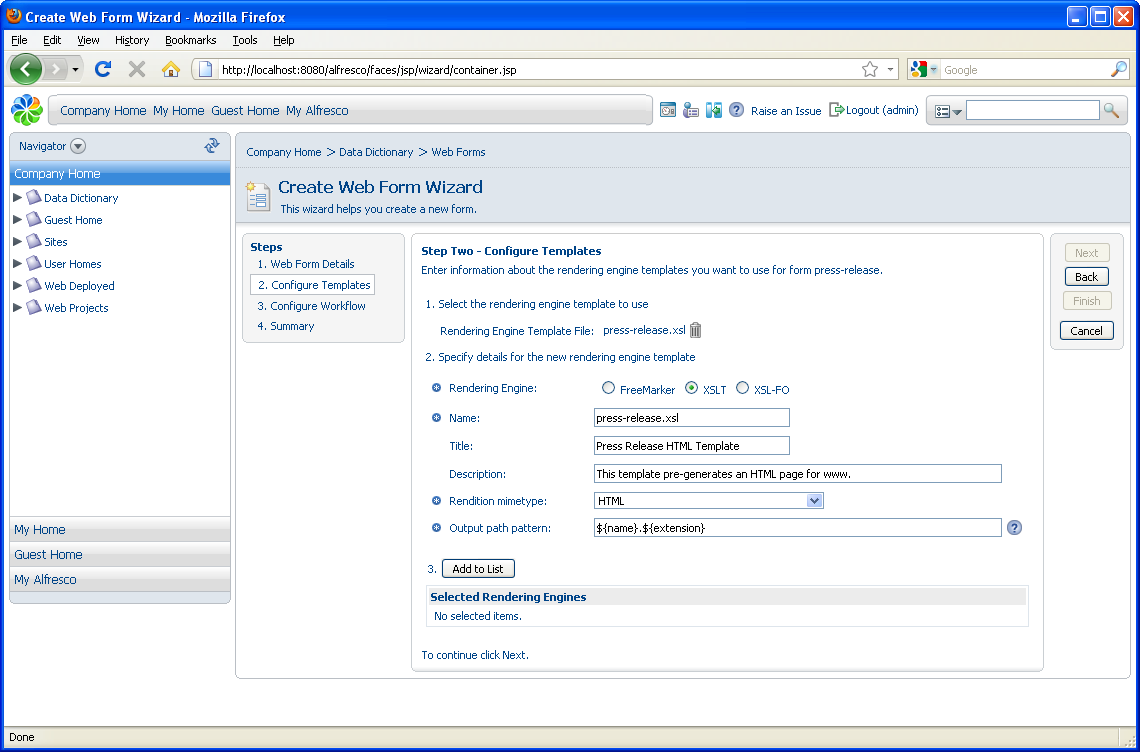 Create Web Form Wizard - Mozilla Firefox
File Edit View History Bookmarks Tools Help
http://localhost:8080/alfresco/faces/jsp/wizard/container.jsp Google
Company Home My Home Guest Home My Alfresco Raise an Issue Logout (admin)
Navigator
Company Home
Data Dictionary
Guest Home
Sites
User Homes
Web Deployed
Web Projects
My Home
Guest Home
My Alfresco
Company Home > Data Dictionary > Web Forms
Create Web Form Wizard
This wizard helps you create a new form.
Steps
1. Web Form Details
2. Configure Templates
3. Configure Workflow
4. Summary
Step Two - Configure Templates
Enter information about the rendering engine templates you want to use for form press-release.
1. Select the rendering engine template to use
Rendering Engine Template File: press-release.xsl
2. Specify details for the new rendering engine template
Rendering Engine: FreeMarker XSLT XSL-FO
Name: press-release.xsl
Title: Press Release HTML Template
Description: This template pre-generates an HTML page for www.
Rendition mimetype: HTML
Output path pattern: ${name}.${extension}
3. Add to List
Selected Rendering Engines
No selected items.
To continue click Next.
Next
Back
Finish
Cancel
Done